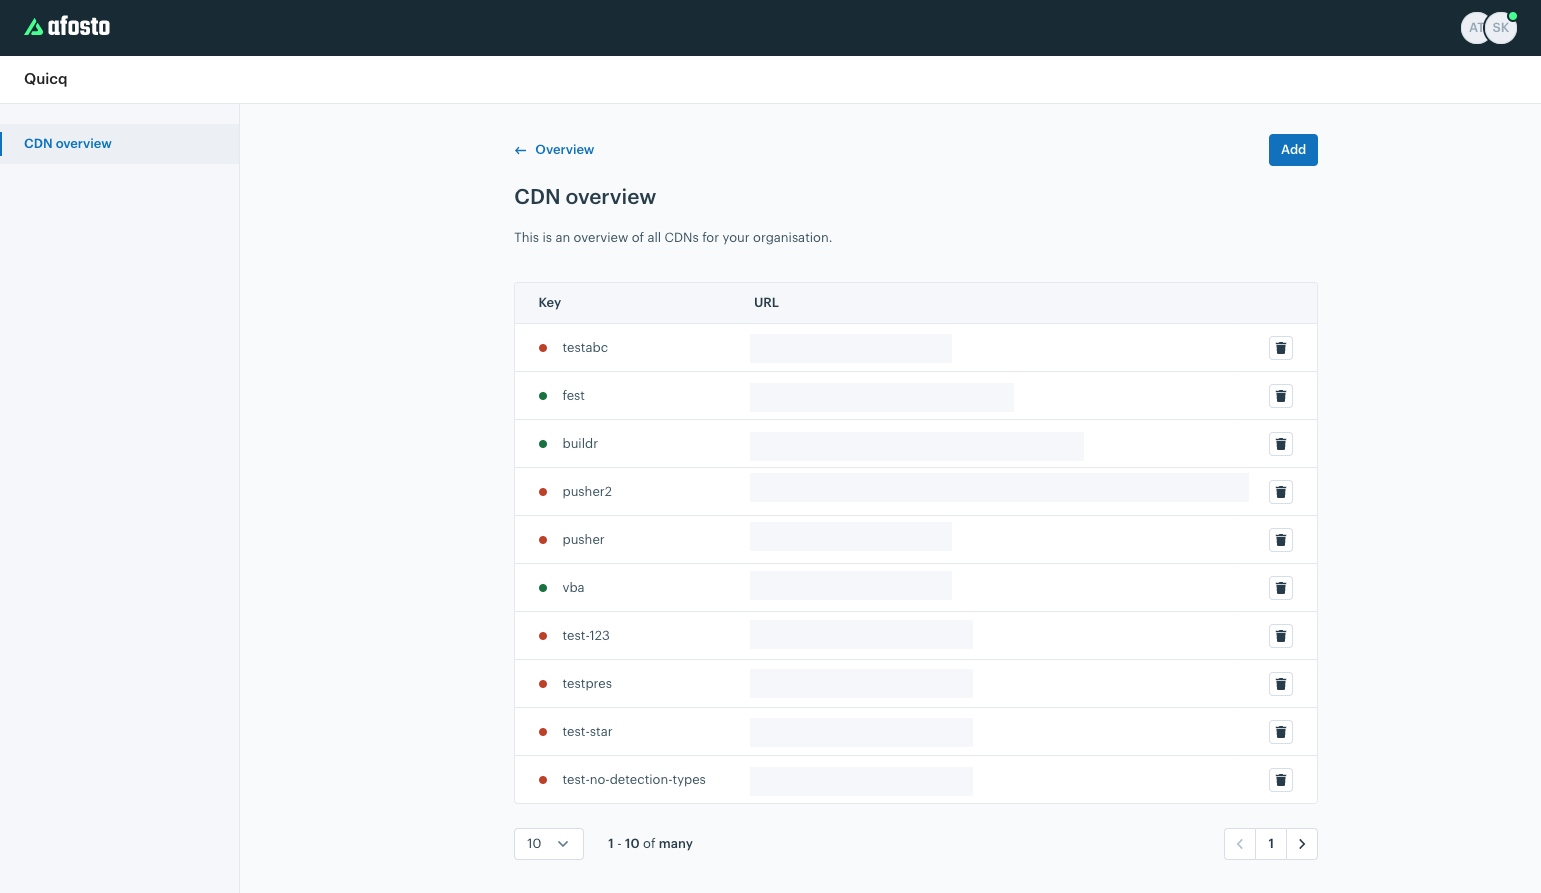 afosto
AT SK
Quicq
CDN overview
← Overview
Add
CDN overview
This is an overview of all CDNs for your organisation.
Key URL
testabc
fest
buildr
pusher2
pusher
vba
test-123
testpres
test-star
test-no-detection-types
10
1 - 10 of many
1